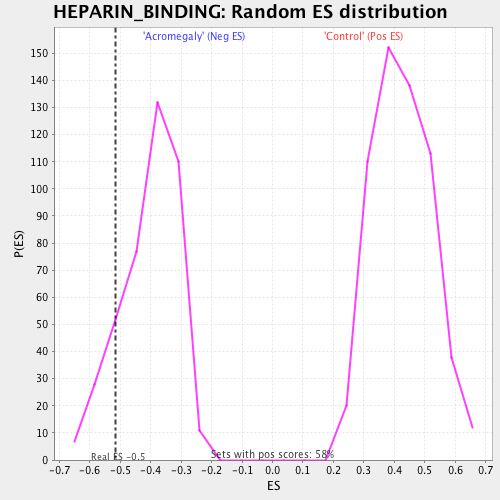 HEPARIN_BINDING: Random ES distribution
'Acromegaly' (Neg ES) 'Control' (Pos ES)
150
140
130
120
110
100
90
80
70
60
50
40
30
20
10
0
P(ES)
Real ES -0.5 Sets with pos scores: 58%
-0.7 -0.6 -0.5 -0.4 -0.3 -0.2 -0.1 0.0 0.1 0.2 0.3 0.4 0.5 0.6 0.7
ES